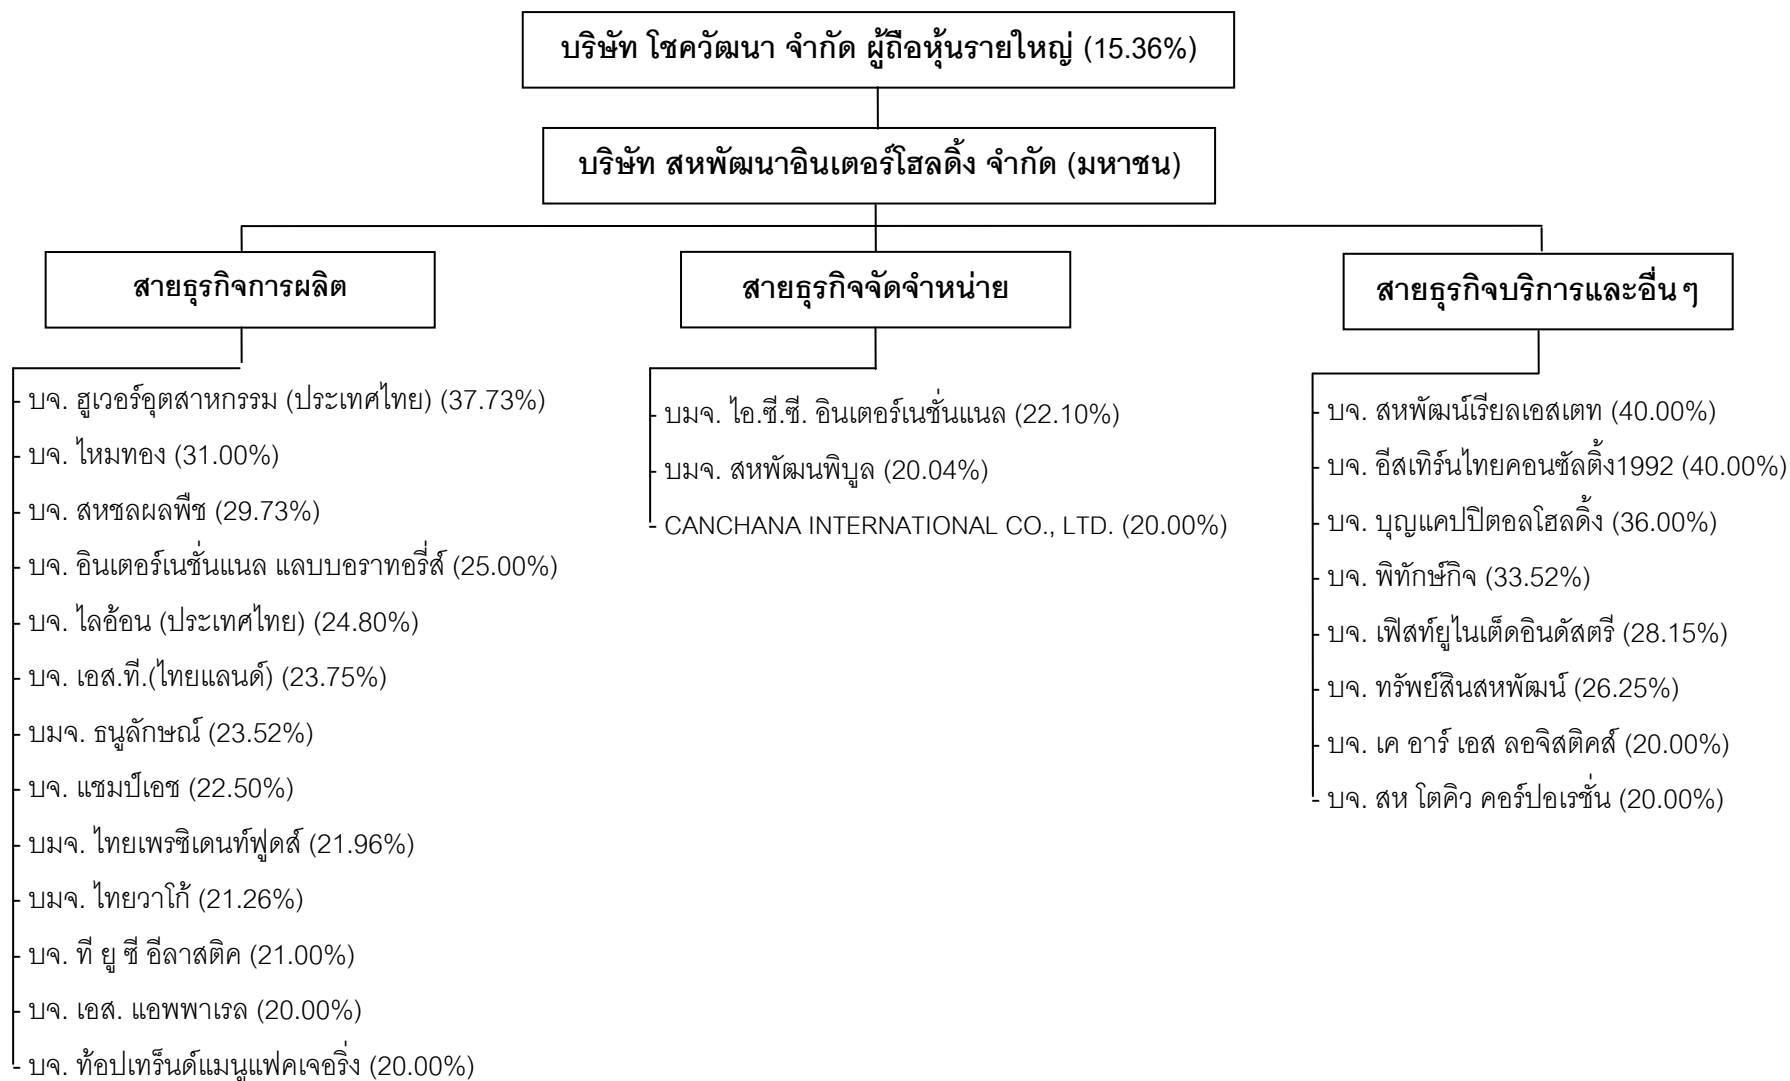 บริษัท โชควัฒนา จำกัด ผู้ถือหุ้นรายใหญ่ (15.36%)
บริษัท สหพัฒนาอินเตอร์โฮลดิ้ง จำกัด (มหาชน)
สายธุรกิจการผลิต
- บจ. ฮูเวอร์อุตสาหกรรม (ประเทศไทย) (37.73%)
- บจ. ไหมทอง (31.00%)
- บจ. สหชลผลพืช (29.73%)
- บจ. อินเตอร์เนชั่นแนล แลบบอราทอรี่ส์ (25.00%)
- บจ. ไลอ้อน (ประเทศไทย) (24.80%)
- บจ. เอส.ที.(ไทยแลนด์) (23.75%)
- บมจ. ธนูลักษณ์ (23.52%)
- บจ. แชมป์เอช (22.50%)
- บมจ. ไทยเพรซิเดนท์ฟูดส์ (21.96%)
- บมจ. ไทยวาโก้ (21.26%)
- บจ. ที ยู ซี อีลาสติค (21.00%)
- บจ. เอส. แอพพาเรล (20.00%)
- บจ. ท้อปเทร็นด์แมนูแฟคเจอริ่ง (20.00%)
สายธุรกิจจัดจำหน่าย
- บมจ. ไอ.ซี.ซี. อินเตอร์เนชั่นแนล (22.10%)
- บมจ. สหพัฒนพิบูล (20.04%)
- CANCHANA INTERNATIONAL CO., LTD. (20.00%)
สายธุรกิจบริการและอื่นๆ
- บจ. สหพัฒน์เรียลเอสเตท (40.00%)
- บจ. อีสเทิร์นไทยคอนซัลติ้ง1992 (40.00%)
- บจ. บุญแคปปิตอลโฮลดิ้ง (36.00%)
- บจ. พิทักษ์กิจ (33.52%)
- บจ. เฟิสท์ยูไนเต็ดอินดัสตรี (28.15%)
- บจ. ทรัพย์สินสหพัฒน์ (26.25%)
- บจ. เค อาร์ เอส ลอจิสติคส์ (20.00%)
- บจ. สห โตคิว คอร์ปอเรชั่น (20.00%)